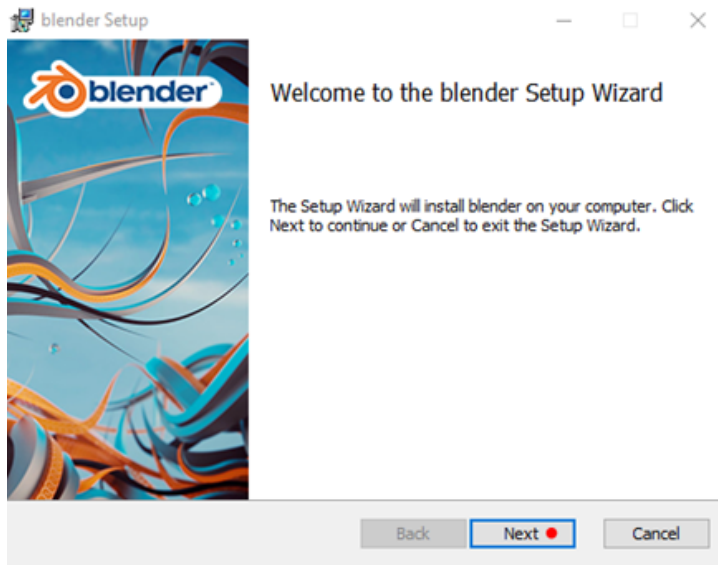 blender Setup
blender
Welcome to the blender Setup Wizard
The Setup Wizard will install blender on your computer. Click
Next to continue or Cancel to exit the Setup Wizard.
Back
Next
Cancel